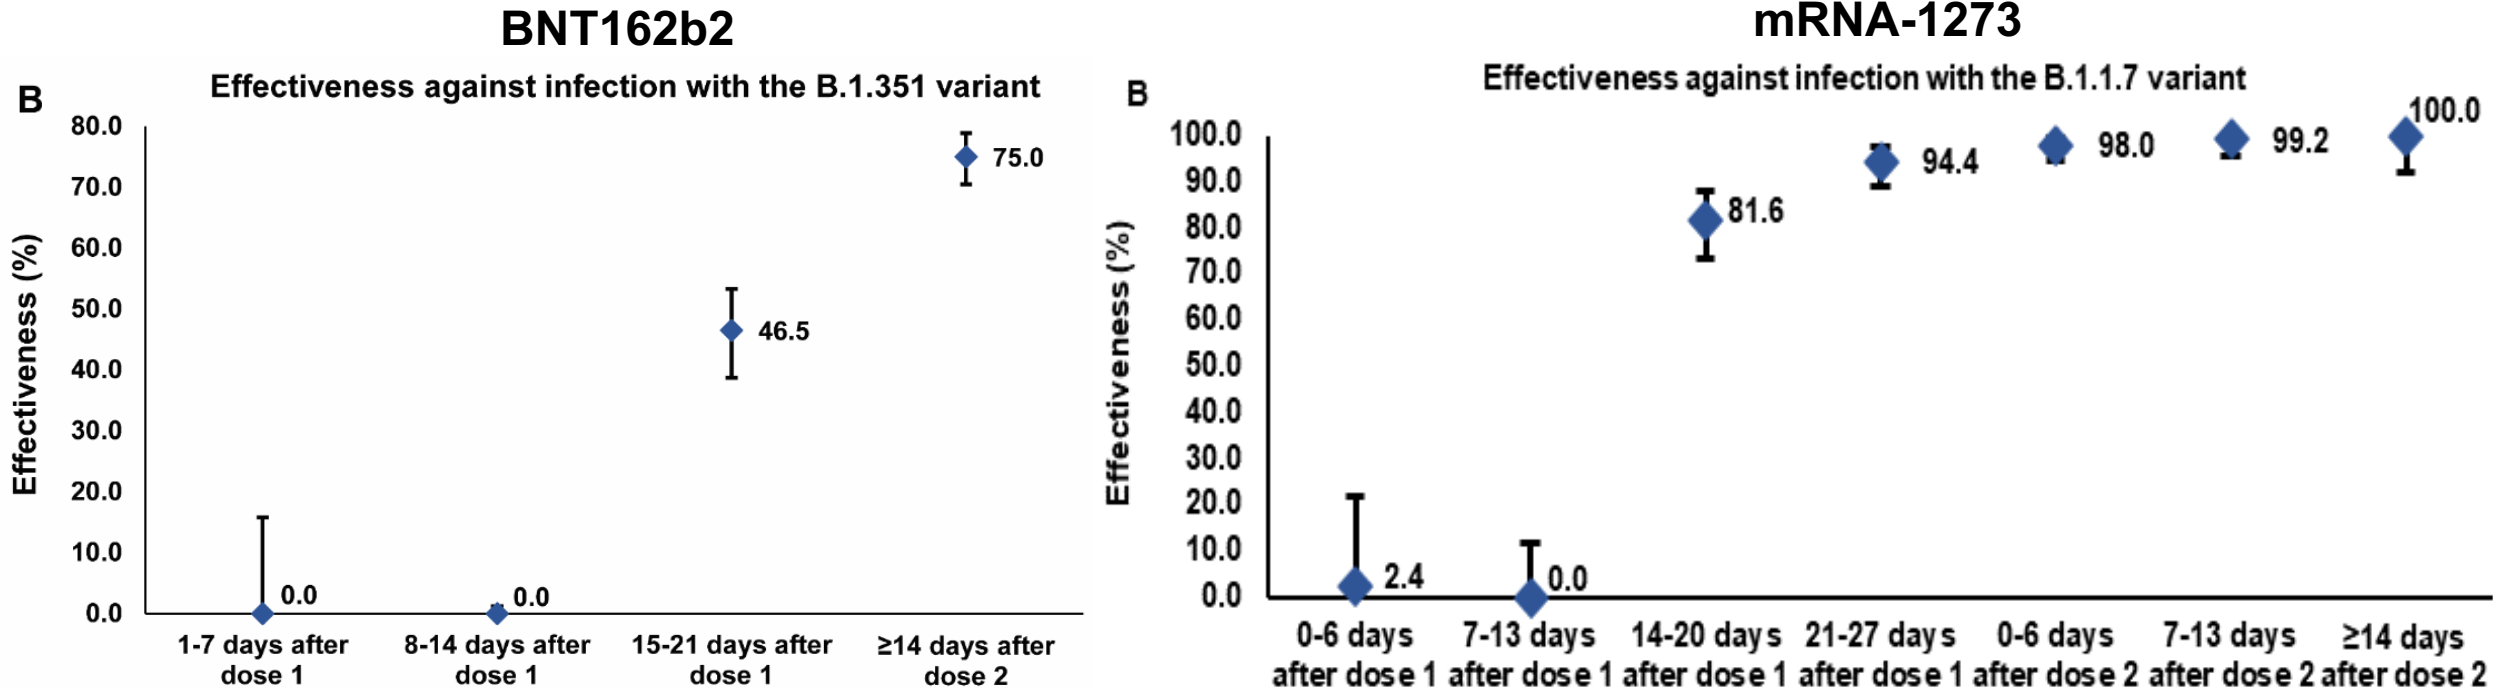 BNT162b2
B
Effectiveness against infection with the B.1.351 variant
Effectiveness (%)
80.0
70.0
60.0
50.0
40.0
30.0
20.0
10.0
0.0
0.0
0.0
46.5
75.0
1-7 days after
dose 1
8-14 days after
dose 1
15-21 days after
dose 1
≥14 days after
dose 2
mRNA-1273
B
Effectiveness against infection with the B.1.1.7 variant
Effectiveness (%)
100.0
90.0
80.0
70.0
60.0
50.0
40.0
30.0
20.0
10.0
0.0
2.4
0.0
81.6
94.4
98.0
99.2
100.0
0-6 days
after dose 1
7-13 days
after dose 1
14-20 days
after dose 1
21-27 days
after dose 1
0-6 days
after dose 2
7-13 days
after dose 2
≥14 days
after dose 2